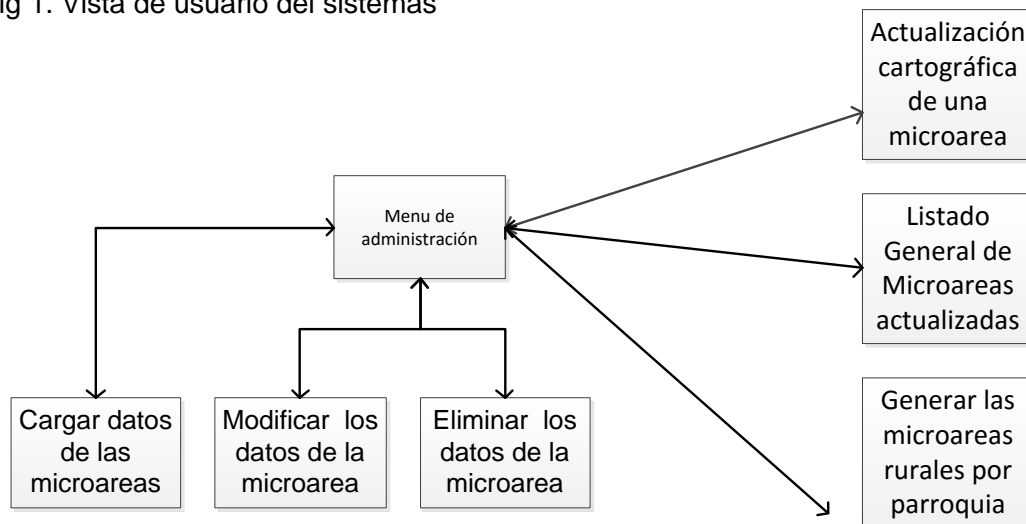 ig 1. Vista de usuario del sistemas
Actualización
cartográfica
de una
microarea
Menu de
administración
Listado
General de
Microareas
actualizadas
Cargar datos
de las
microareas
Modificar los
datos de la
microarea
Eliminar los
datos de la
microarea
Generar las
microareas
rurales por
parroquia